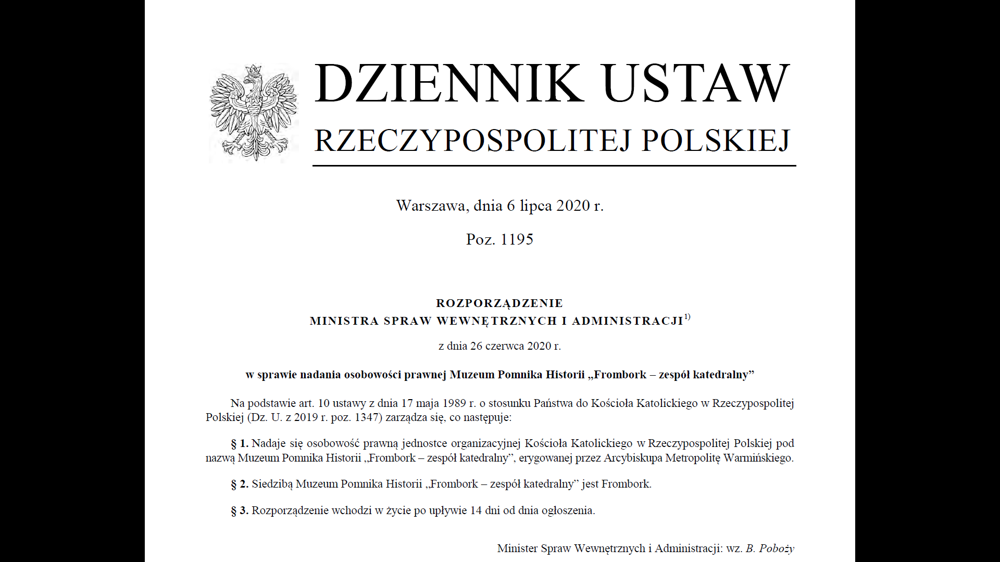 DZIENNIK USTAW
RZECZYPOSPOLITEJ POLSKIEJ
Warszawa, dnia 6 lipca 2020 r.
Poz. 1195
ROZPORZĄDZENIE
MINISTRA SPRAW WEWNĘTRZNYCH I ADMINISTRACJI1)
z dnia 26 czerwca 2020 r.
w sprawie nadania osobowości prawnej Muzeum Pomnika Historii „Frombork – zespół katedralny”
Na podstawie art. 10 ustawy z dnia 17 maja 1989 r. o stosunku Państwa do Kościoła Katolickiego w Rzeczypospolitej
Polskiej (Dz. U. z 2019 r. poz. 1347) zarządza się, co następuje:
§ 1. Nadaje się osobowość prawną jednostce organizacyjnej Kościoła Katolickiego w Rzeczypospolitej Polskiej pod
nazwą Muzeum Pomnika Historii „Frombork – zespół katedralny”, erygowanej przez Arcybiskupa Metropolitę Warmińskiego.
§ 2. Siedzibą Muzeum Pomnika Historii „Frombork – zespół katedralny” jest Frombork.
§ 3. Rozporządzenie wchodzi w życie po upływie 14 dni od dnia ogłoszenia.
Minister Spraw Wewnętrznych i Administracji: wz. B. Poboży